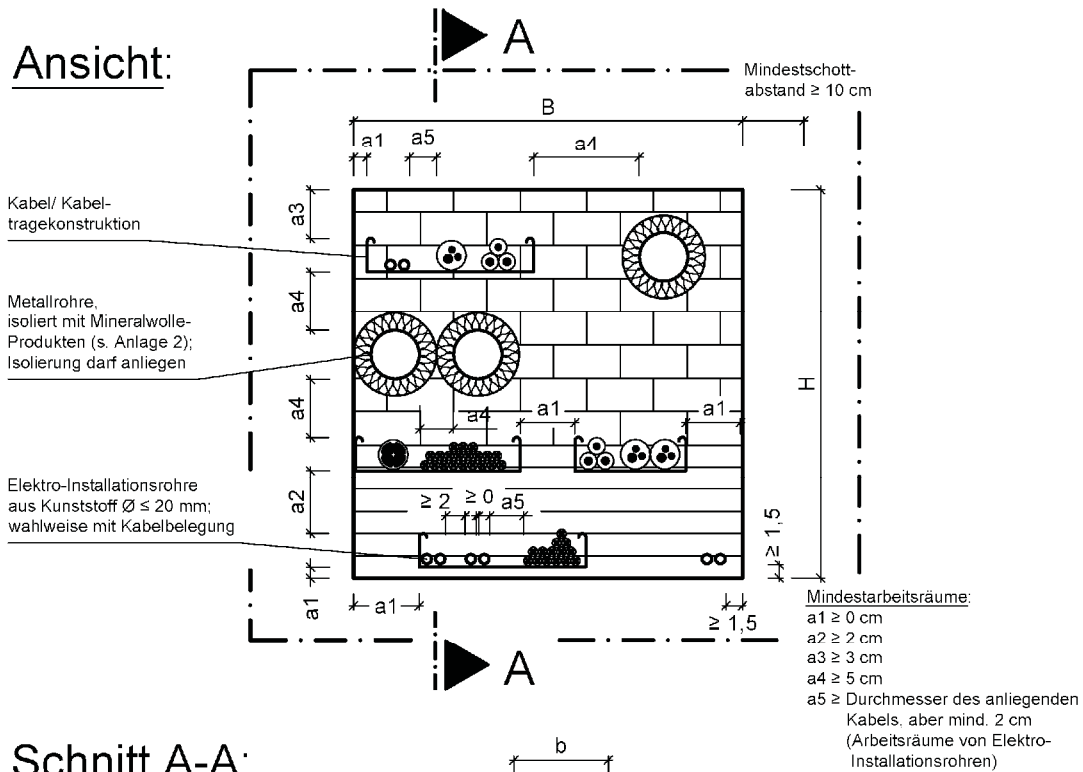 Ansicht:
A
Mindestschott-
abstand ≥ 10 cm
B
a1
a5
a4
Kabel/ Kabel-
tragekonstruktion
a3
Metallrohre,
isoliert mit Mineralwolle-
Produkten (s. Anlage 2);
Isolierung darf anliegen
a4
H
a4
a4
a1
a1
Elektro-Installationsrohre
aus Kunststoff Ø ≤ 20 mm;
wahlweise mit Kabelbelegung
a2
≥ 2
≥ 0
a5
≥ 1,5
a1
a1
≥ 1,5
A
Mindestarbeitsräume:
a1 ≥ 0 cm
a2 ≥ 2 cm
a3 ≥ 3 cm
a4 ≥ 5 cm
a5 ≥ Durchmesser des anliegenden
Kabels, aber mind. 2 cm
(Arbeitsräume von Elektro-
Installationsrohren)
Schnitt A-A:
b